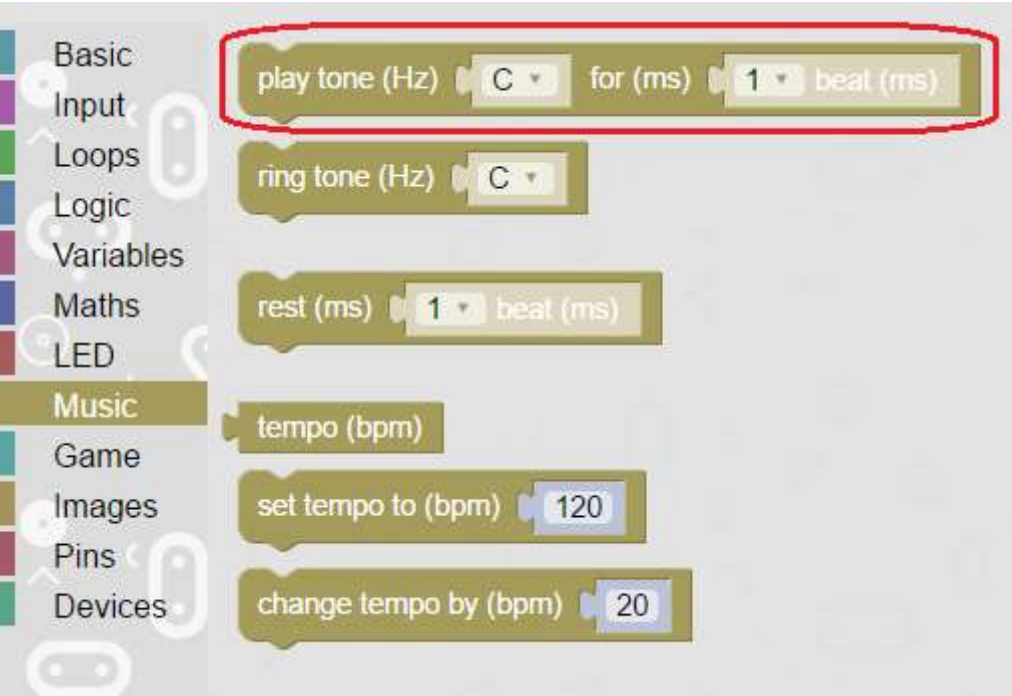 Basic
Input
Loops
Logic
Variables
Maths
LED
Music
Game
Images
Pins
Devices
play tone (Hz) C for (ms) 1 beat (ms)
ring tone (Hz) C
rest (ms) 1 beat (ms)
tempo (bpm)
set tempo to (bpm) 120
change tempo by (bpm) 20